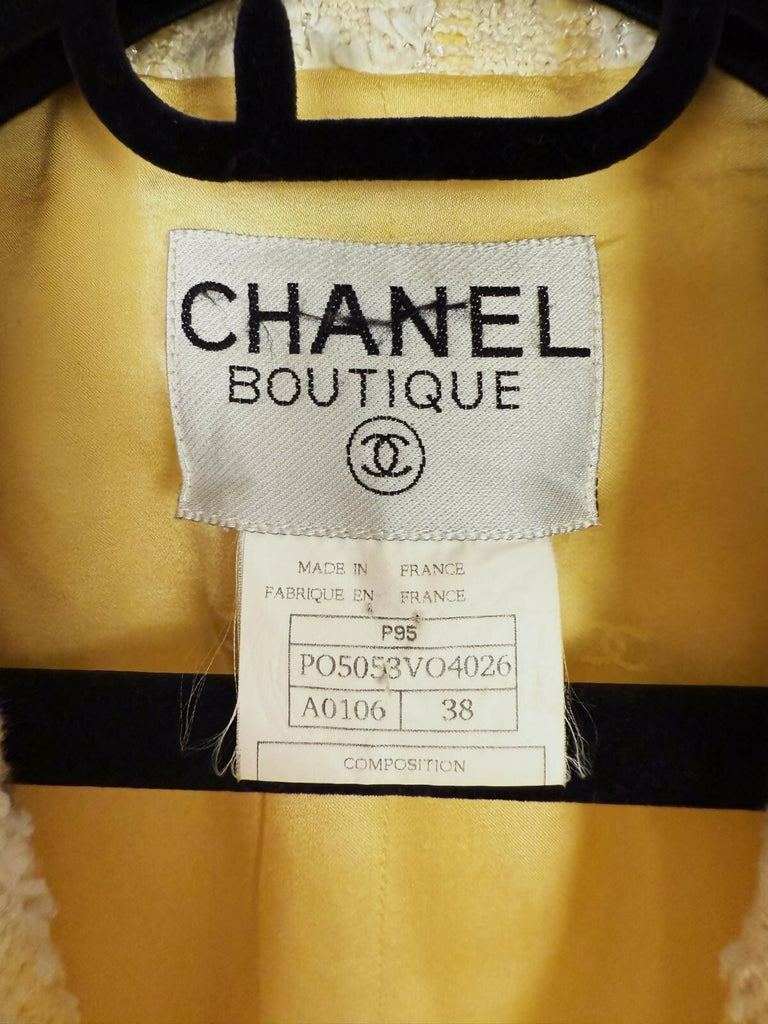 CHANEL
BOUTIQUE
MADE IN FRANCE
FABRIQUE EN FRANCE
P95
PO5053VO4026
A0106 38
COMPOSITION